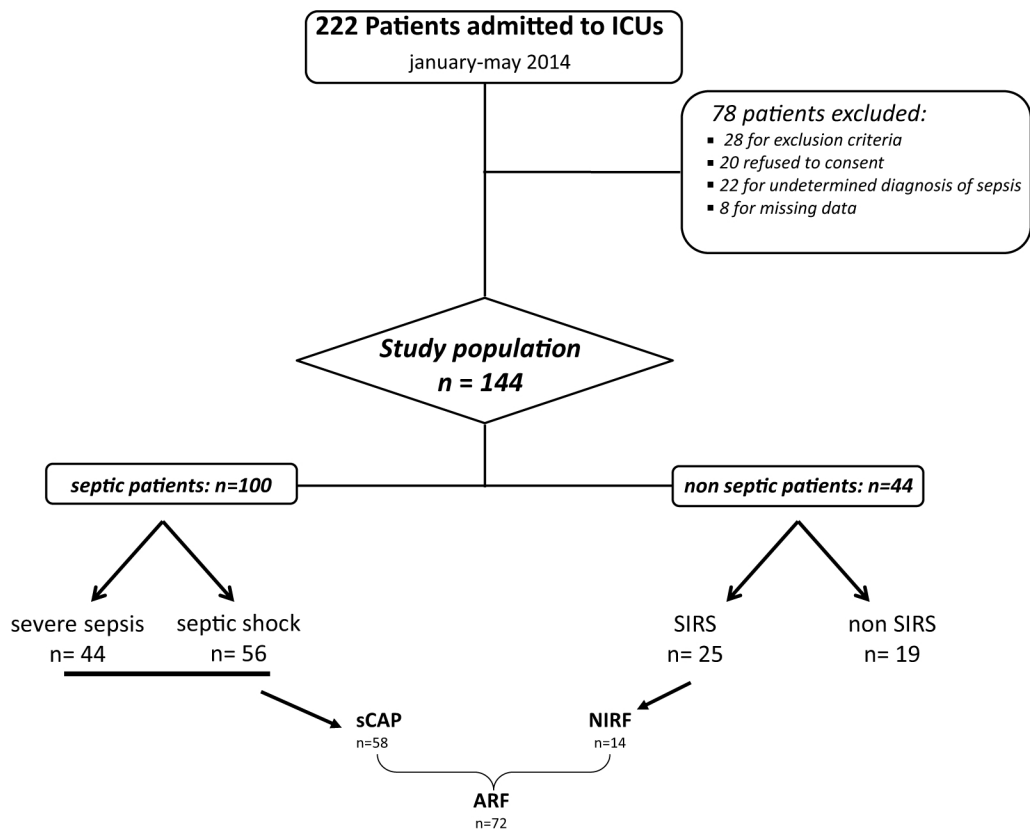 222 Patients admitted to ICUs
january-may 2014
78 patients excluded:
▪ 28 for exclusion criteria
▪ 20 refused to consent
▪ 22 for undetermined diagnosis of sepsis
▪ 8 for missing data
Study population
n = 144
septic patients: n=100
non septic patients: n=44
severe sepsis
n= 44
septic shock
n= 56
SIRS
n= 25
non SIRS
n= 19
sCAP
n=58
NIRF
n=14
ARF
n=72